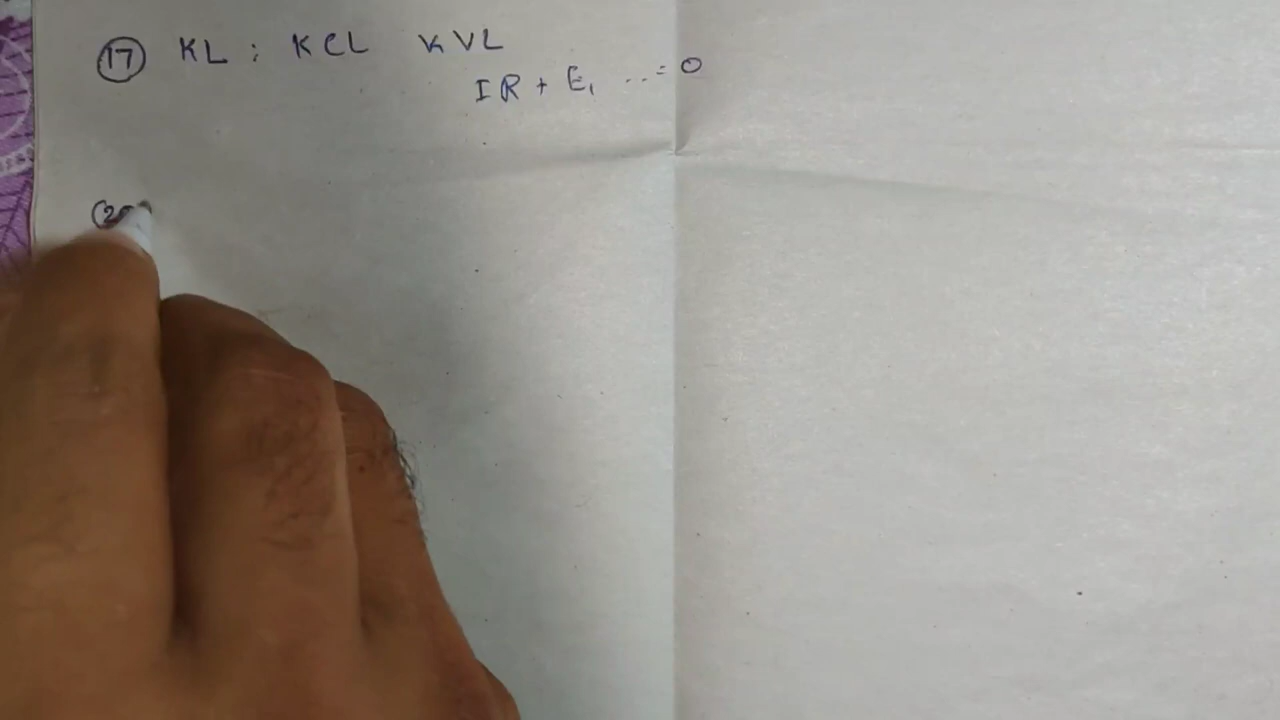 17 KL : KCL KVL
IR + E₁ ... = 0